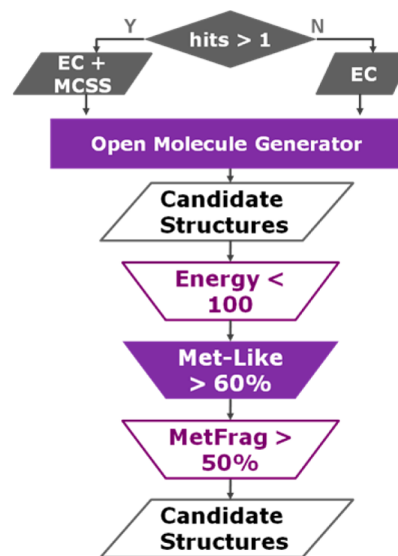 Y
N
hits > 1
EC +
MCSS
EC
Open Molecule Generator
Candidate
Structures
Energy <
100
Met-Like
> 60%
MetFrag >
50%
Candidate
Structures